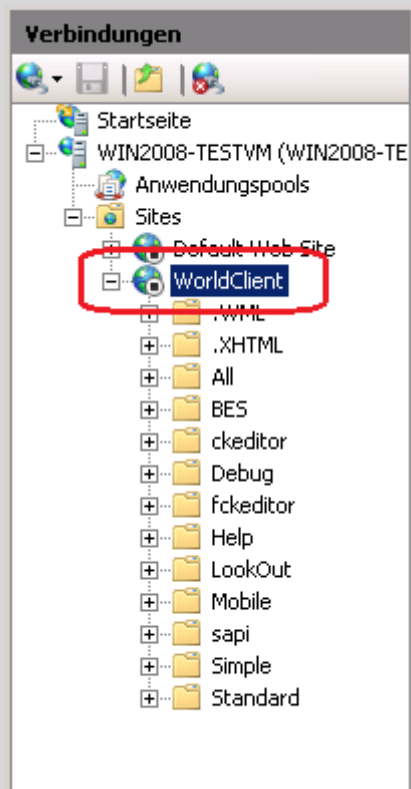 Verbindungen
Startseite
WIN2008-TESTVM (WIN2008-TE
Anwendungspools
Sites
Default Web Site
WorldClient
.WML
.XHTML
All
BES
ckeditor
Debug
fckeditor
Help
LookOut
Mobile
sapi
Simple
Standard